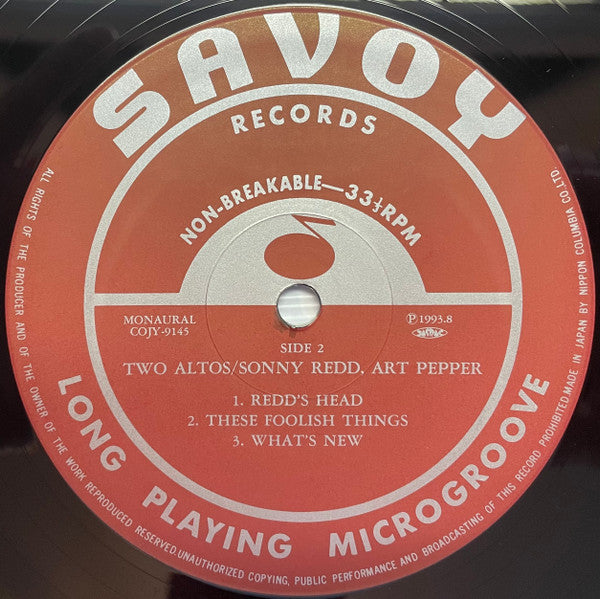 SAVOY
RECORDS
NON-BREAKABLE—33⅓RPM
MONAURAL
COJY-9145
℗1993.8
SIDE 2
TWO ALTOS/SONNY REDD, ART PEPPER
1. REDD'S HEAD
2. THESE FOOLISH THINGS
3. WHAT'S NEW
LONG PLAYING MICROGROOVE
ALL RIGHTS OF THE PRODUCER AND OF THE OWNER OF THE WORK REPRODUCED RESERVED.UNAUTHORIZED COPYING, PUBLIC PERFORMANCE AND BROADCASTING OF THIS RECORD PROHIBITED.MADE IN JAPAN BY NIPPON COLUMBIA CO.LTD.